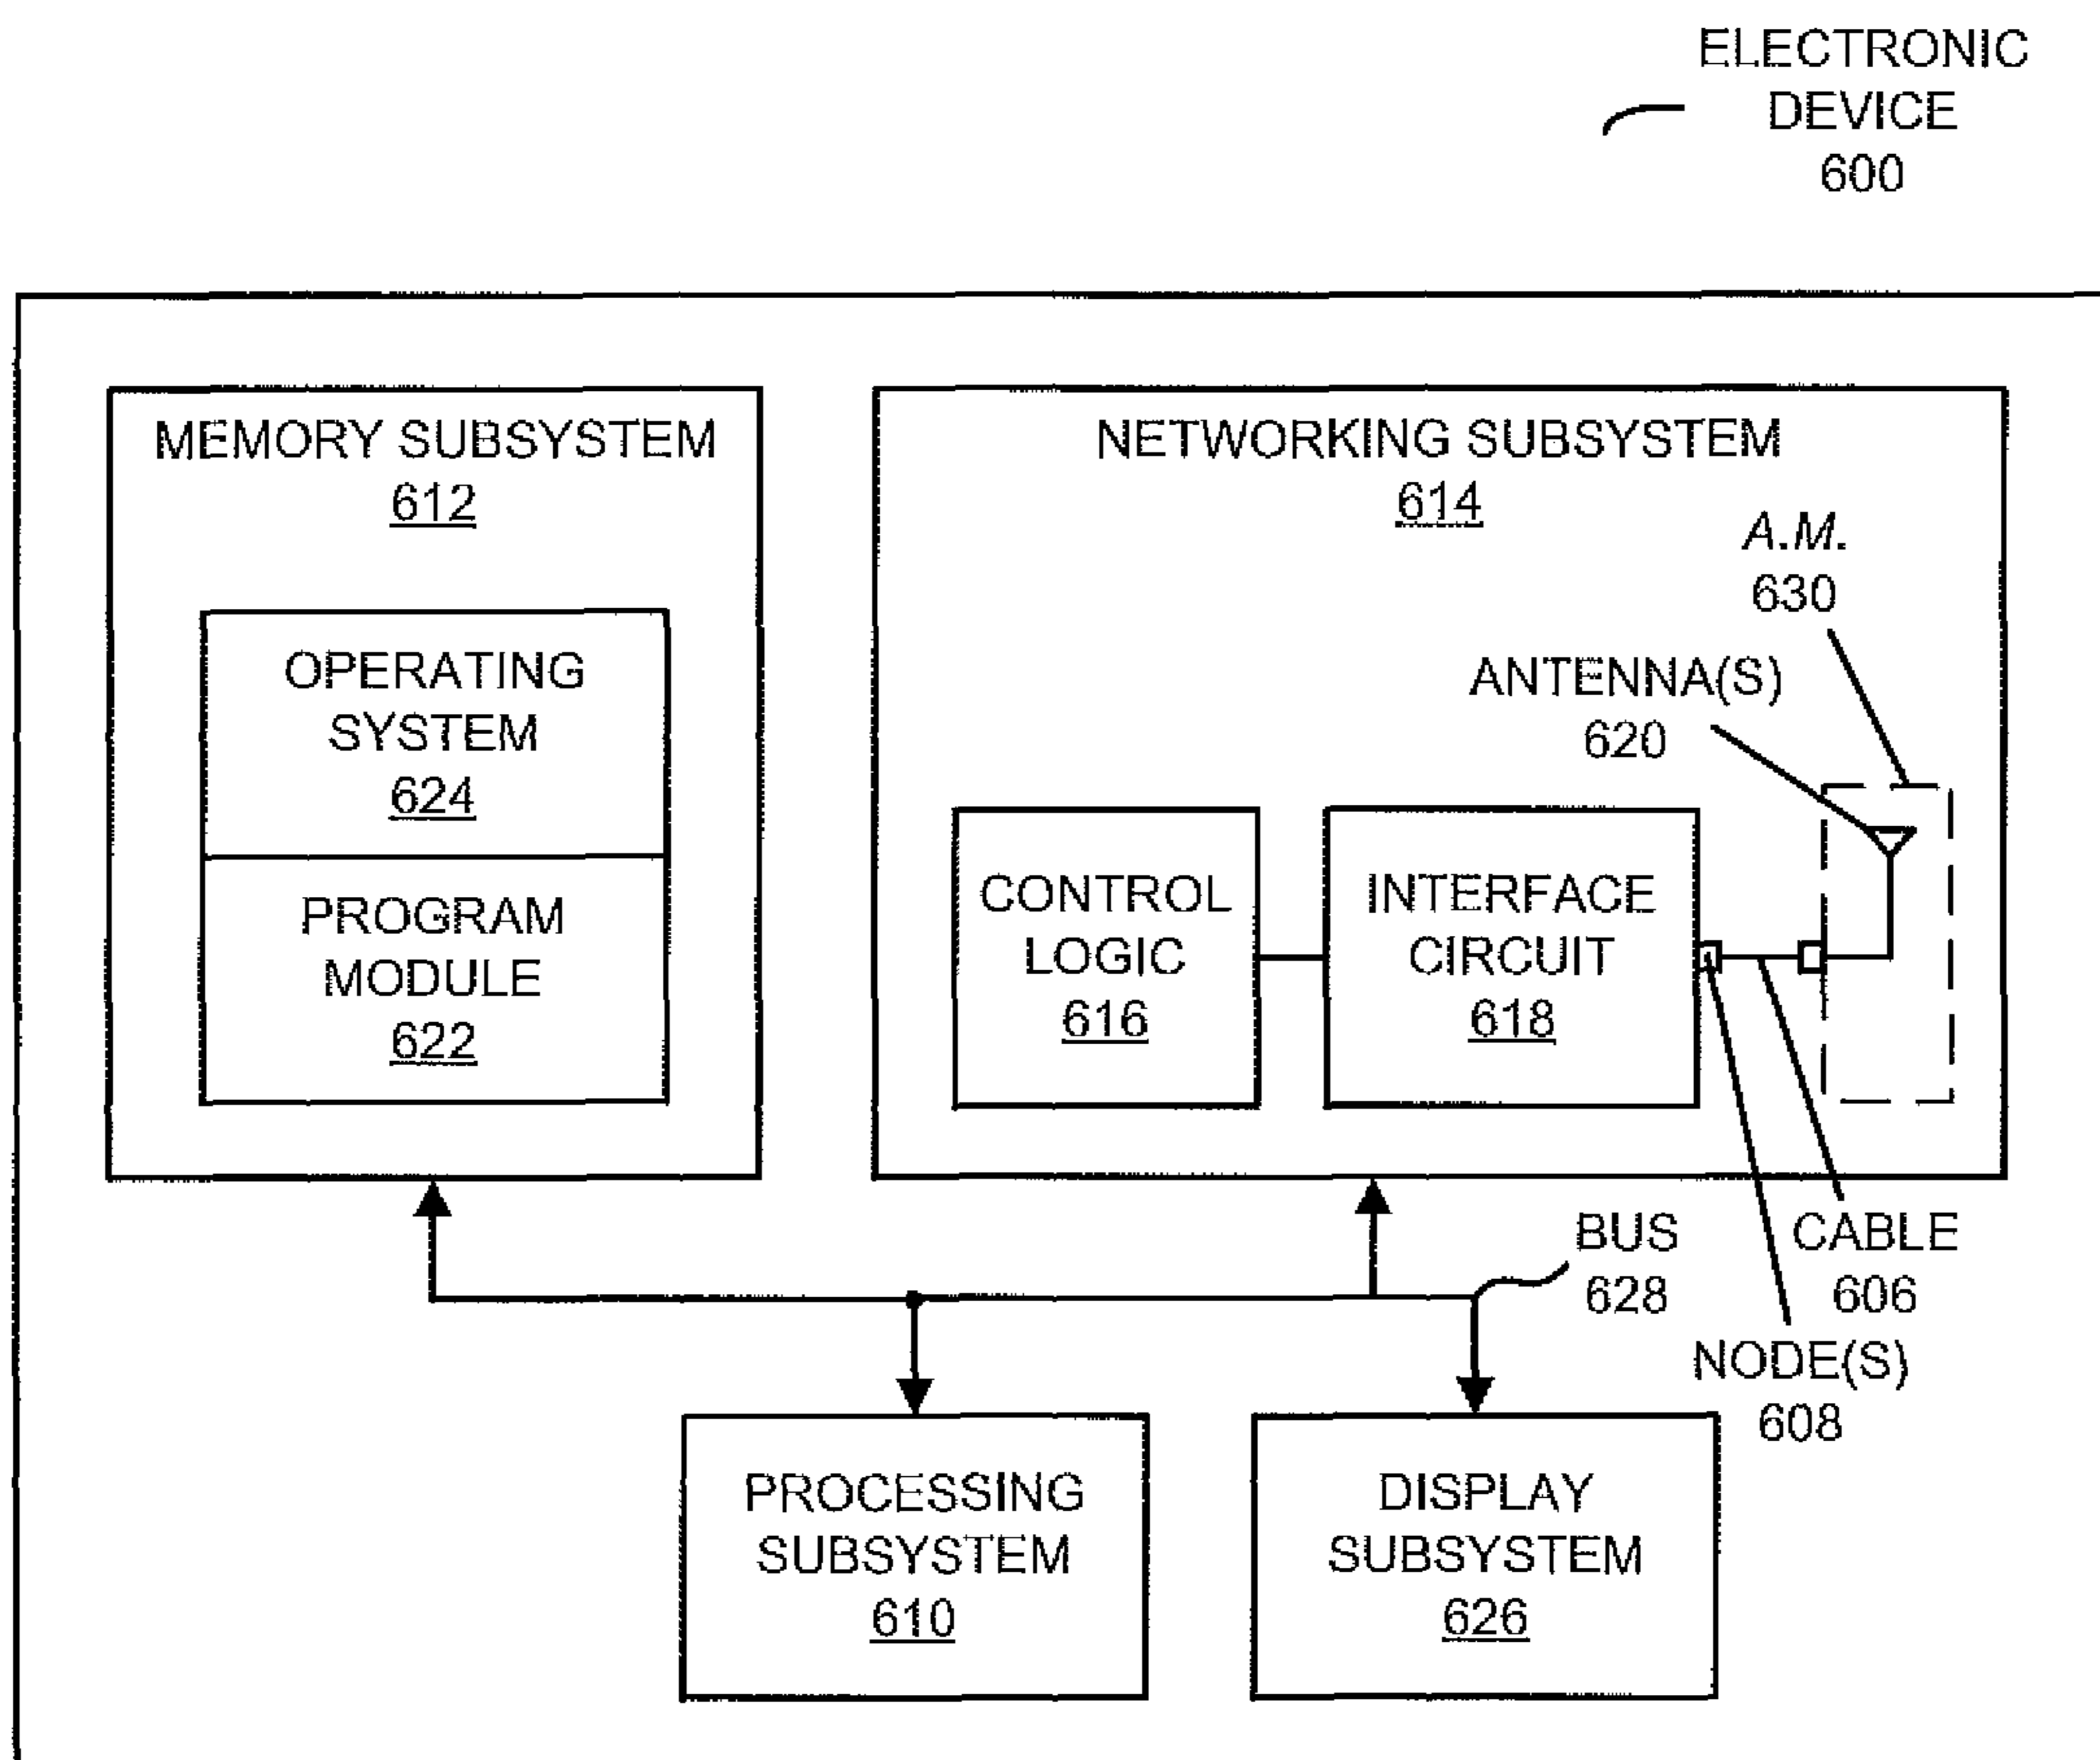 ELECTRONIC
DEVICE
600
MEMORY SUBSYSTEM
612
OPERATING
SYSTEM
624
PROGRAM
MODULE
622
NETWORKING SUBSYSTEM
614
A.M.
630
ANTENNA(S)
620
CONTROL
LOGIC
616
INTERFACE
CIRCUIT
618
BUS
628
CABLE
606
NODE(S)
608
PROCESSING
SUBSYSTEM
610
DISPLAY
SUBSYSTEM
626